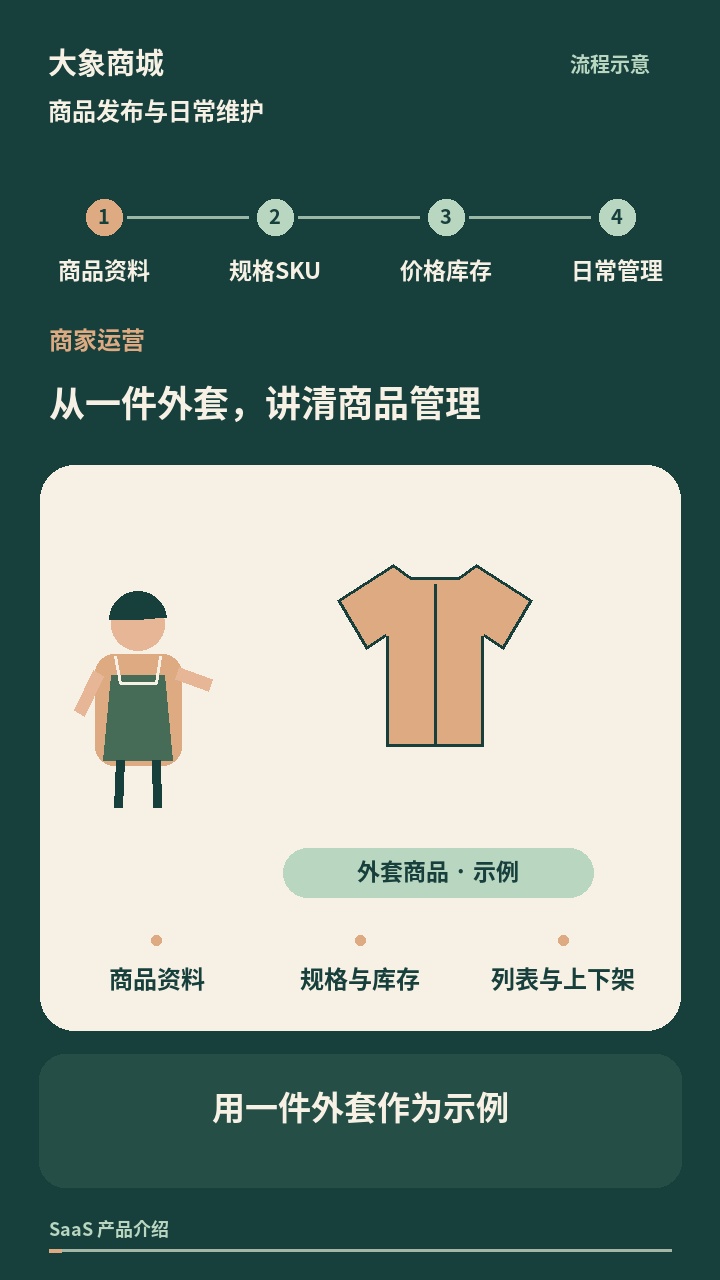 大象商城
流程示意
商品发布与日常维护
1
2
3
4
商品资料
规格SKU
价格库存
日常管理
商家运营
从一件外套，讲清商品管理
外套商品 · 示例
商品资料
规格与库存
列表与上下架
用一件外套作为示例
SaaS 产品介绍